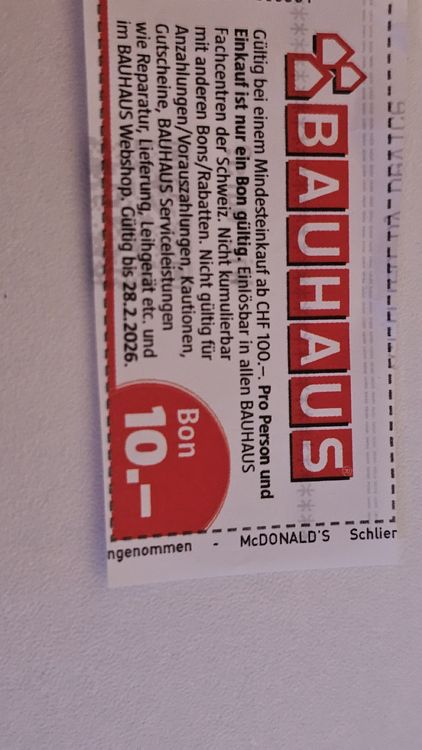 BAUHAUS®
Gültig bei einem Mindesteinkauf ab CHF 100.–. Pro Person und
Einkauf ist nur ein Bon gültig. Einlösbar in allen BAUHAUS
Fachcentren der Schweiz. Nicht kumulierbar
mit anderen Bons/Rabatten. Nicht gültig für
Anzahlungen/Vorauszahlungen, Kautionen,
Gutscheine, BAUHAUS Serviceleistungen
wie Reparatur, Lieferung, Leihgerät etc. und
im BAUHAUS Webshop. Gültig bis 28.2.2026.
Bon
10.–
ngenommen - McDONALD'S Schlier